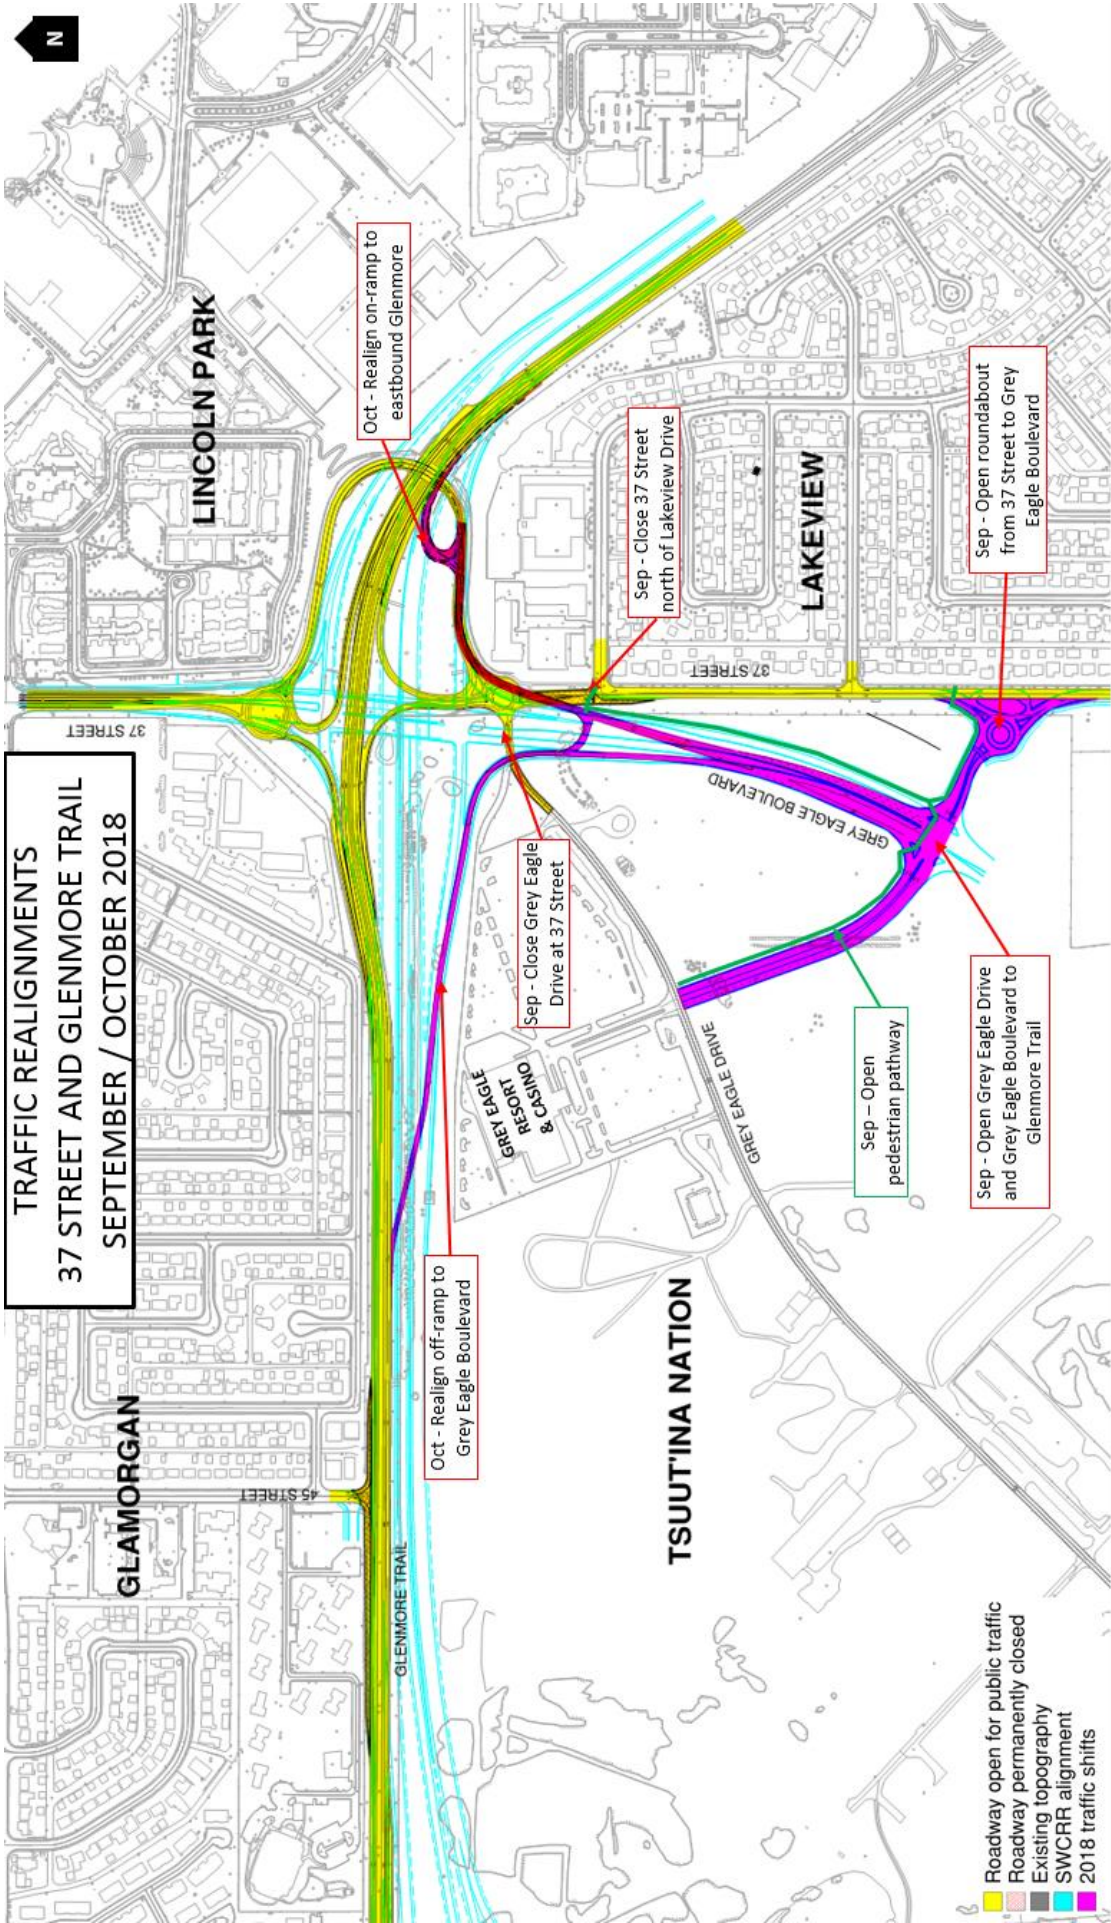 TRAFFIC REALIGNMENTS
37 STREET AND GLENMORE TRAIL
SEPTEMBER / OCTOBER 2018
N
GLAMORGAN
LINCOLN PARK
37 STREET
45 STREET
GLENMORE TRAIL
Oct - Realign on-ramp to
eastbound Glenmore
Oct - Realign off-ramp to
Grey Eagle Boulevard
Sep - Close Grey Eagle
Drive at 37 Street
Sep - Close 37 Street
north of Lakeview Drive
GREY EAGLE
RESORT
& CASINO
GREY EAGLE DRIVE
GREY EAGLE BOULEVARD
37 STREET
LAKEVIEW
TSUUT'INA NATION
Sep – Open
pedestrian pathway
Sep - Open Grey Eagle Drive
and Grey Eagle Boulevard to
Glenmore Trail
Sep - Open roundabout
from 37 Street to Grey
Eagle Boulevard
Roadway open for public traffic
Roadway permanently closed
Existing topography
SWCRR alignment
2018 traffic shifts